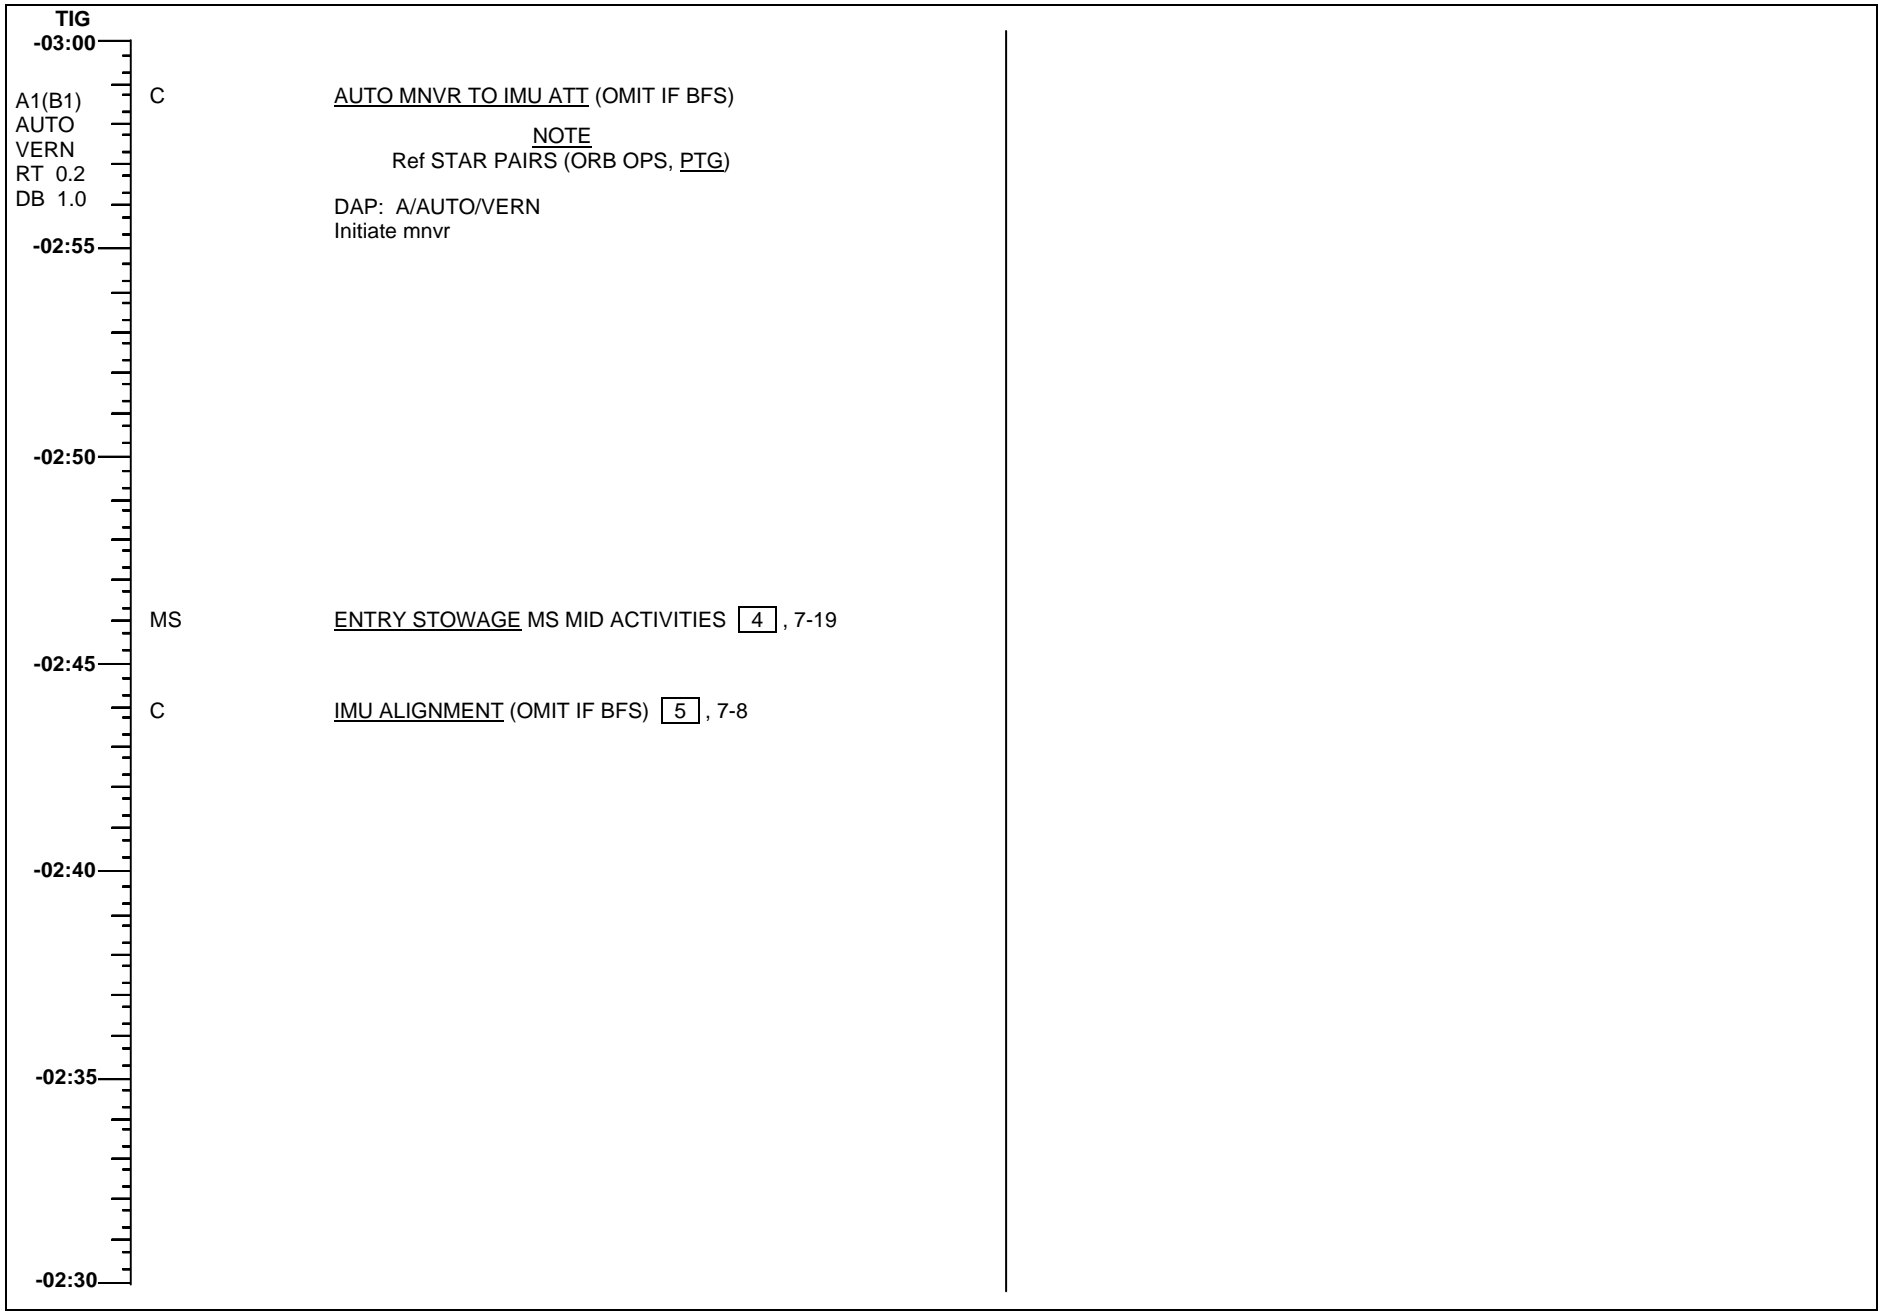 TIG
-03:00
A1(B1)
AUTO
VERN
RT 0.2
DB 1.0
C AUTO MNVR TO IMU ATT (OMIT IF BFS)
NOTE
Ref STAR PAIRS (ORB OPS, PTG)
DAP: A/AUTO/VERN
Initiate mnvr
-02:55
-02:50
MS ENTRY STOWAGE MS MID ACTIVITIES 4 , 7-19
-02:45
C IMU ALIGNMENT (OMIT IF BFS) 5 , 7-8
-02:40
-02:35
-02:30